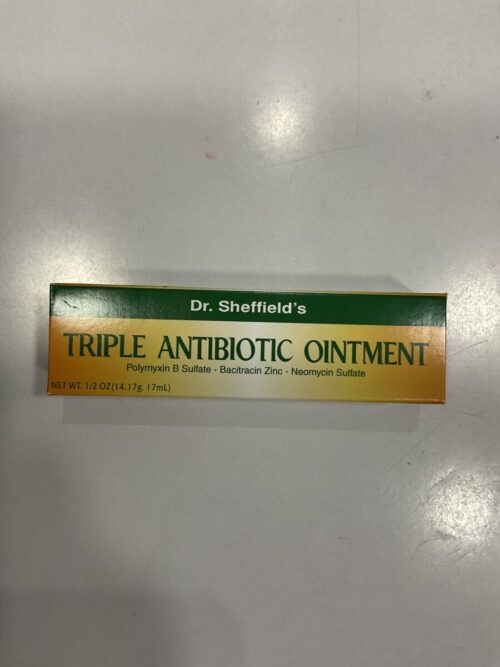 Dr. Sheffield's
TRIPLE ANTIBIOTIC OINTMENT
Polymyxin B Sulfate - Bacitracin Zinc - Neomycin Sulfate
NET WT. 1/2 OZ(14.17g. 17mL)